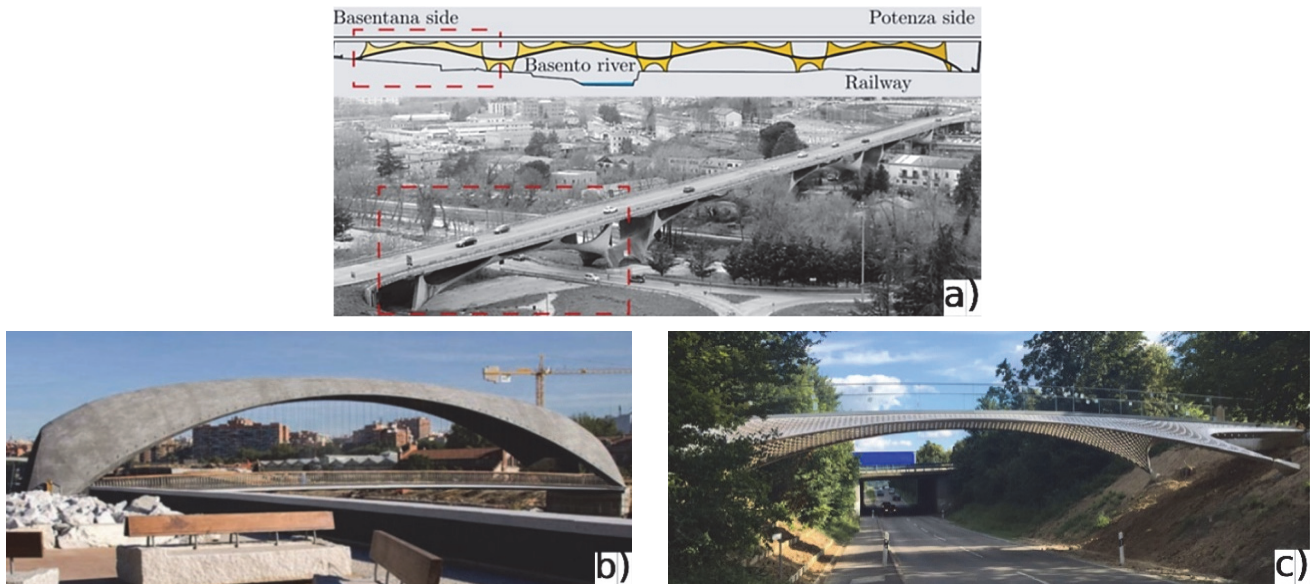 Basentana side
Potenza side
Basento river
Railway
a)
b)
c)